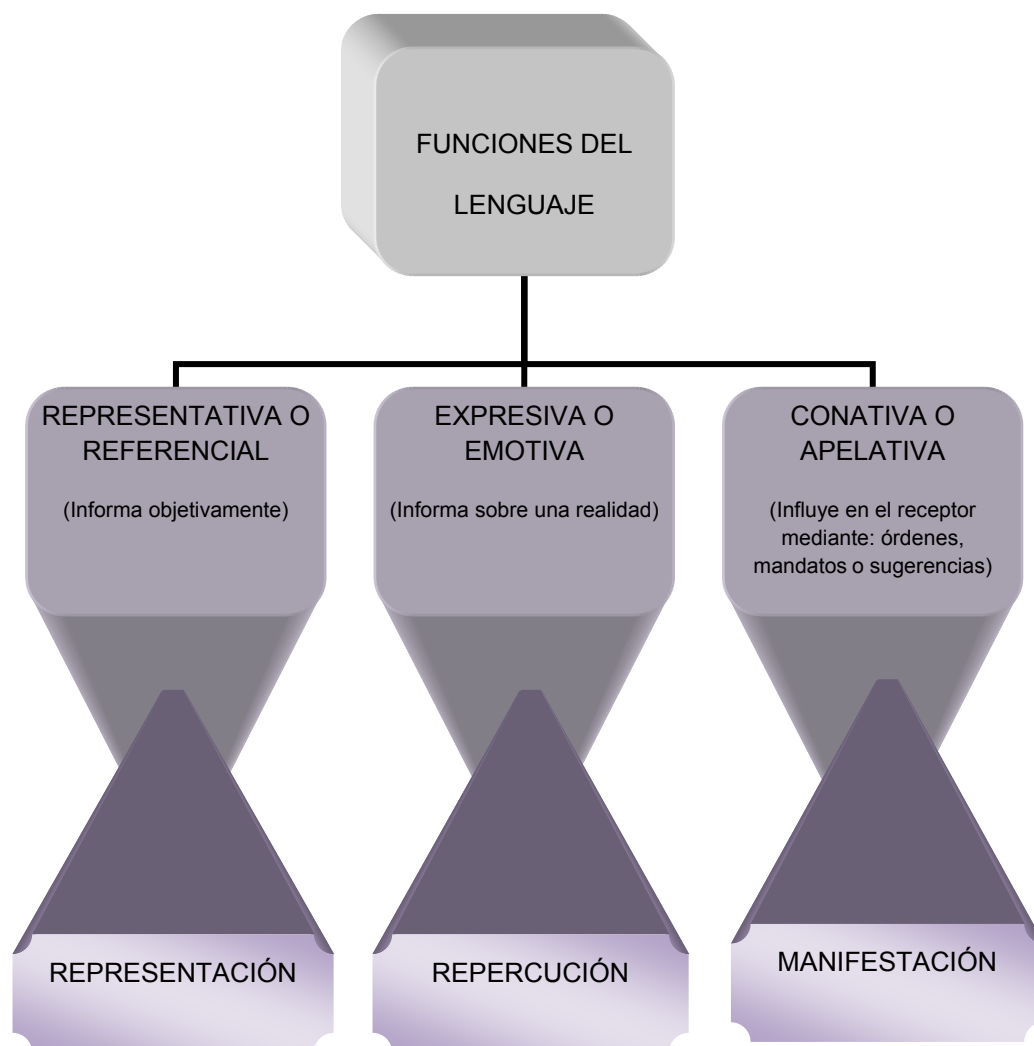 FUNCIONES DEL
LENGUAJE
REPRESENTATIVA O
REFERENCIAL
(Informa objetivamente)
EXPRESIVA O
EMOTIVA
(Informa sobre una realidad)
CONATIVA O
APELATIVA
(Influye en el receptor
mediante: órdenes,
mandatos o sugerencias)
REPRESENTACIÓN
REPERCUCIÓN
MANIFESTACIÓN